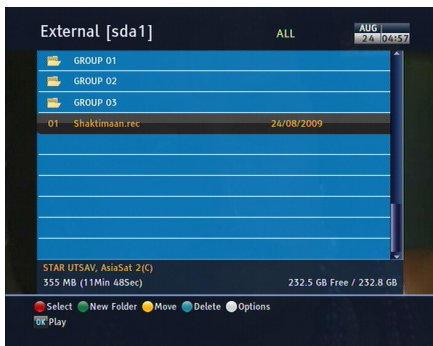 External [sda1] ALL AUG 24 04:57
GROUP 01
GROUP 02
GROUP 03
01 Shaktimaan.rec 24/08/2009
STAR UTSAV, AsiaSat 2(C)
355 MB (11Min 48Sec) 232.5 GB Free / 232.8 GB
Select New Folder Move Delete Options
OK Play